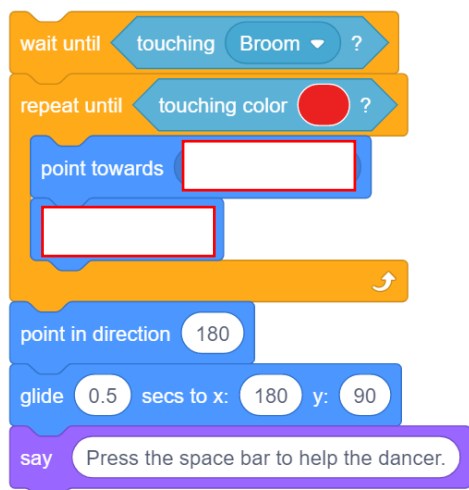 wait until touching Broom ?
repeat until touching color ?
point towards
point in direction 180
glide 0.5 secs to x: 180 y: 90
say Press the space bar to help the dancer.